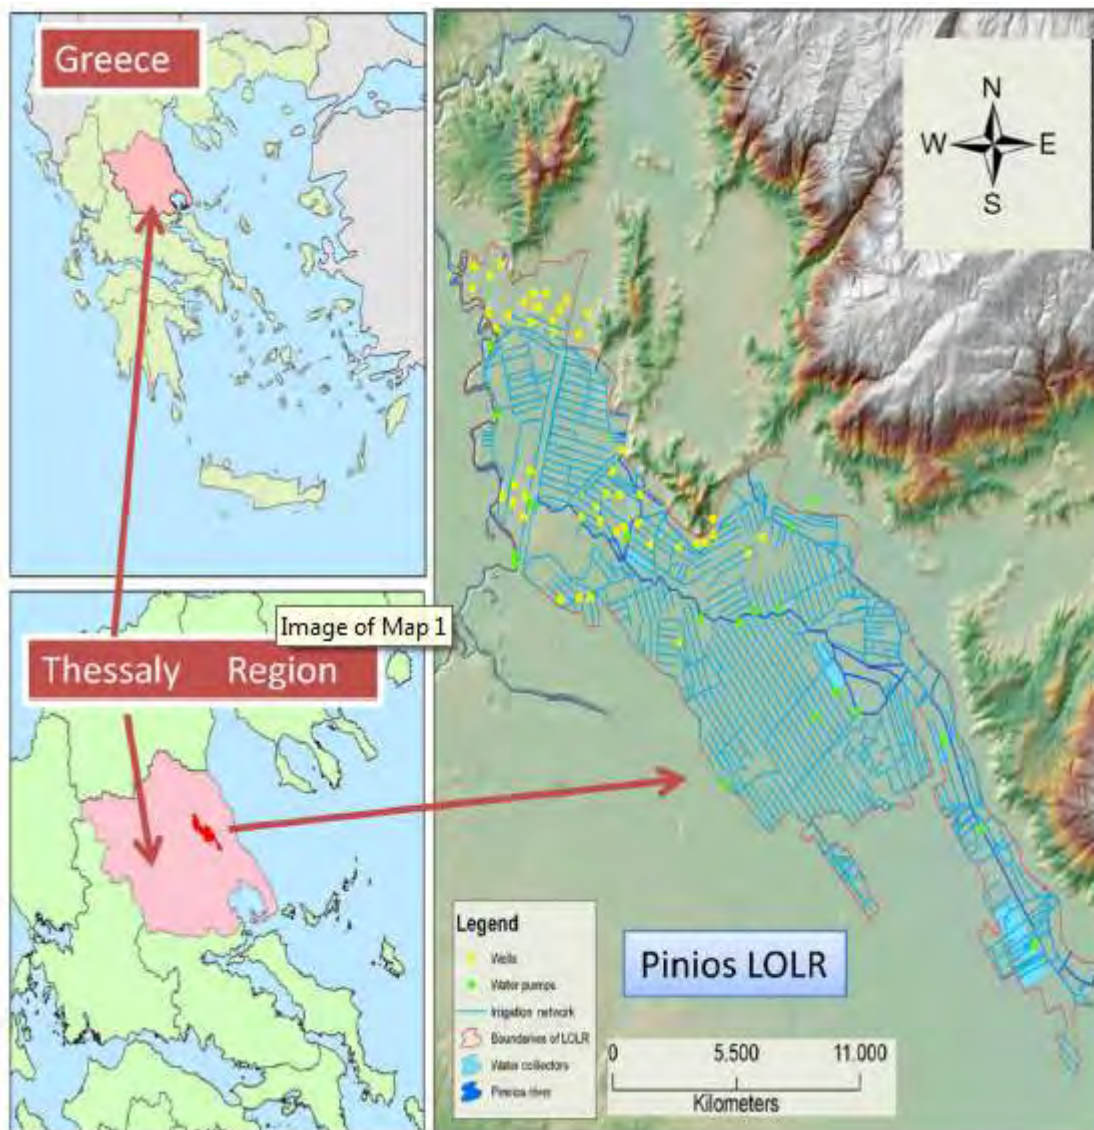 Greece
N
W E
S
Image of Map 1
Thessaly Region
Legend
Wells
Water pumps
Irrigation network
Boundaries of LOLR
Water collectors
Pinios river
Pinios LOLR
0 5.500 11.000
Kilometers